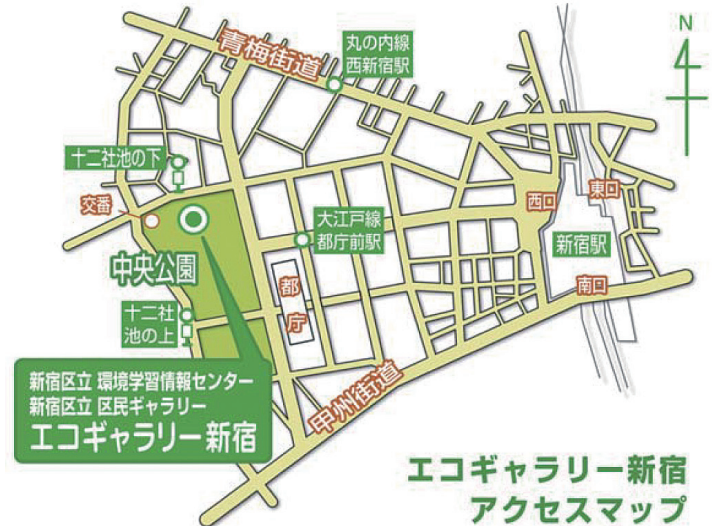 N
青梅街道
丸の内線
西新宿駅
十二社池の下
交番
中央公園
大江戸線
都庁前駅
西口
東口
新宿駅
南口
都庁
十二社
池の上
甲州街道
新宿区立 環境学習情報センター
新宿区立 区民ギャラリー
エコギャラリー新宿
エコギャラリー新宿
アクセスマップ